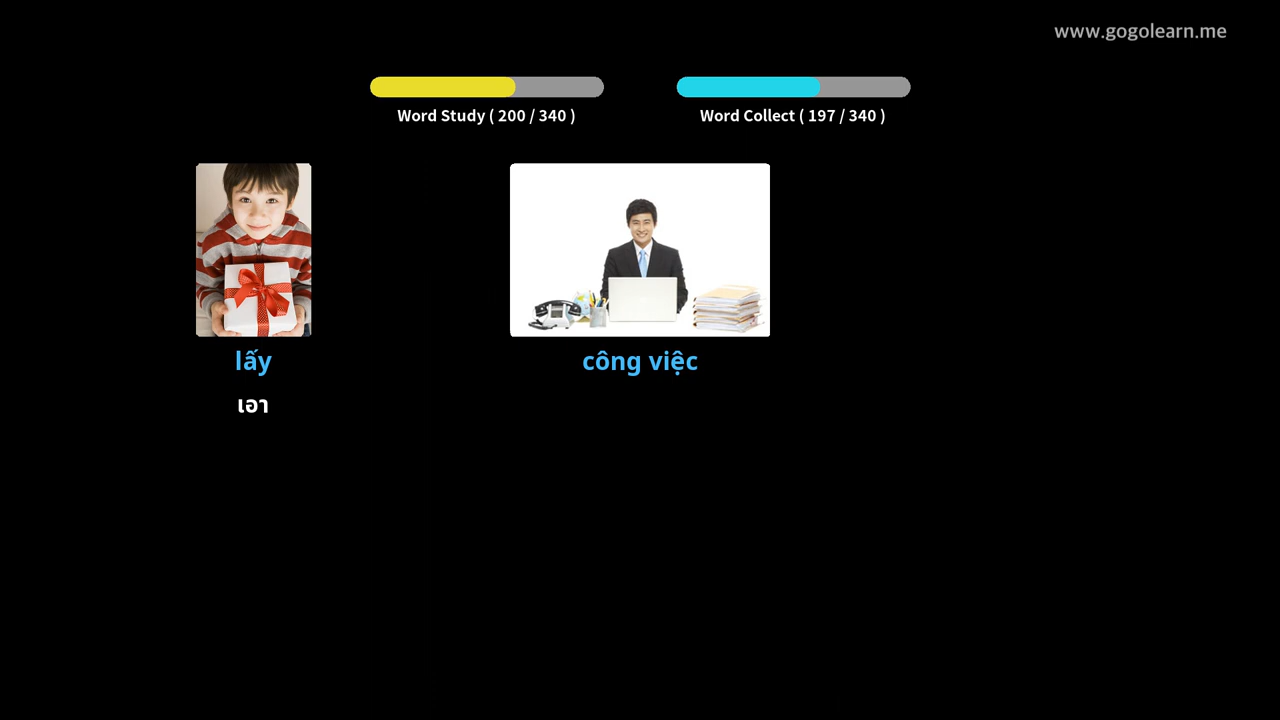 www.gogolearn.me
Word Study ( 200 / 340 )
Word Collect ( 197 / 340 )
lấy
công việc
เอา